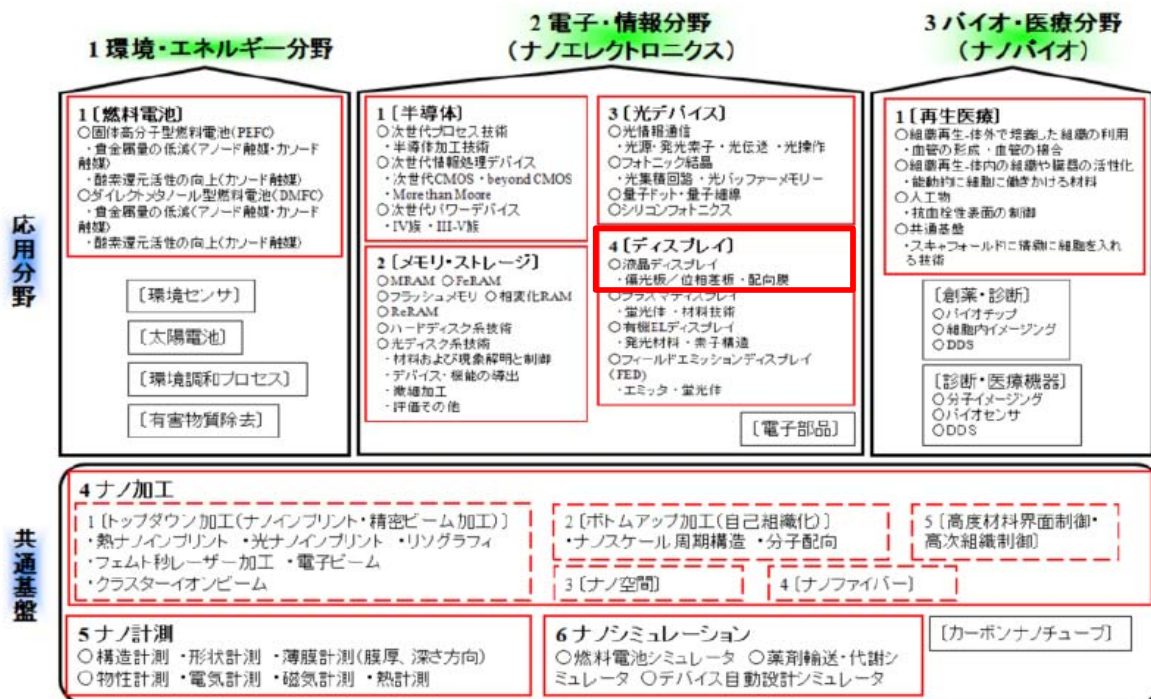 1 環境・エネルギー分野
2 電子・情報分野
(ナノエレクトロニクス)
3 バイオ・医療分野
(ナノバイオ)
応用分野
1 [燃料電池]
○固体高分子型燃料電池(PEFC)
・貴金属量の低減(アノード触媒・カソード
触媒)
・酸素還元活性の向上(カソード触媒)
○ダイレクトメタノール型燃料電池(DMFC)
・貴金属量の低減(アノード触媒・カソード
触媒)
・酸素還元活性の向上(カソード触媒)
[環境センサ]
[太陽電池]
[環境調和プロセス]
[有害物質除去]
1 [半導体]
○次世代プロセス技術
・半導体加工技術
○次世代情報処理デバイス
・次世代CMOS・beyond CMOS
・More than Moore
○次世代パワーデバイス
・IV族 ・III-V族
2 [メモリ・ストレージ]
○MRAM ○FeRAM
○フラッシュメモリ ○相変化RAM
○ReRAM
○ハードディスク系技術
○光ディスク系技術
・材料および現象解明と制御
・デバイス・機能の導出
・微細加工
・評価その他
3 [光デバイス]
○光情報通信
・光源・発光素子・光伝送 ・光操作
○フォトニック結晶
・光集積回路 ・光バッファーメモリー
○量子ドット・量子細線
○シリコンフォトニクス
4 [ディスプレイ]
○液晶ディスプレイ
・偏光板／位相差板・配向膜
○プラズマディスプレイ
・蛍光体 ・材料技術
○有機ELディスプレイ
・発光材料・素子構造
○フィールドエミッションディスプレイ
(FED)
・エミッタ・蛍光体
[電子部品]
1 [再生医療]
○組織再生-体外で培養した組織の利用
・血管の形成・血管の接合
○組織再生-体内の組織や臓器の活性化
・能動的に細胞に働きかける材料
○人工物
・抗血栓性表面の制御
○共通基盤
・スキャフォールドに精緻に細胞を入れ
る技術
[創薬・診断]
○バイオチップ
○細胞内イメージング
○DDS
[診断・医療機器]
○分子イメージング
○バイオセンサ
○DDS
共通基盤
4 ナノ加工
1 [トップダウン加工(ナノインプリント・精密ビーム加工)]
・熱ナノインプリント ・光ナノインプリント ・リソグラフィ
・フェムト秒レーザー加工 ・電子ビーム
・クラスターイオンビーム
2 [ボトムアップ加工(自己組織化)]
・ナノスケール周期構造 ・分子配向
3 [ナノ空間]
4 [ナノファイバー]
5 [高度材料界面制御・
高次組織制御]
5 ナノ計測
○構造計測 ・形状計測 ・薄膜計測(膜厚、深さ方向)
○物性計測 ・電気計測 ・磁気計測 ・熱計測
6 ナノシミュレーション
○燃料電池シミュレータ ○薬剤輸送・代謝シ
ミュレータ ○デバイス自動設計シミュレータ
[カーボンナノチューブ]